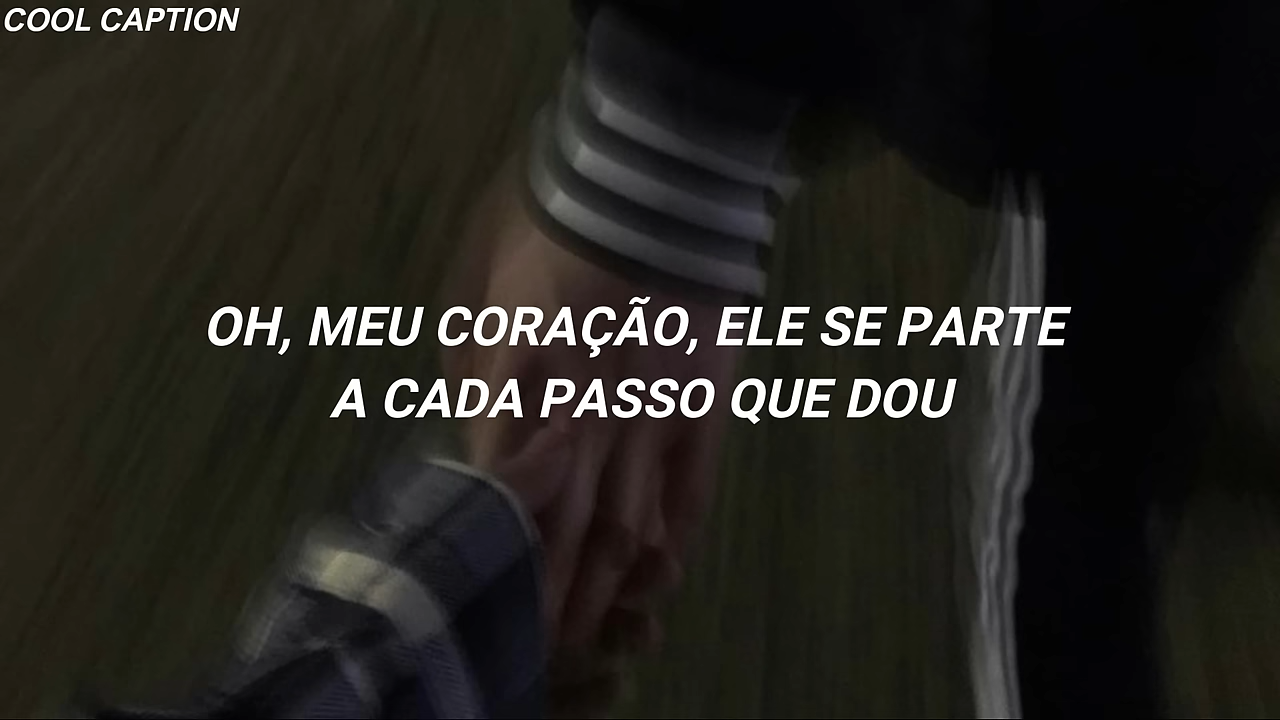 COOL CAPTION
OH, MEU CORAÇÃO, ELE SE PARTE
A CADA PASSO QUE DOU